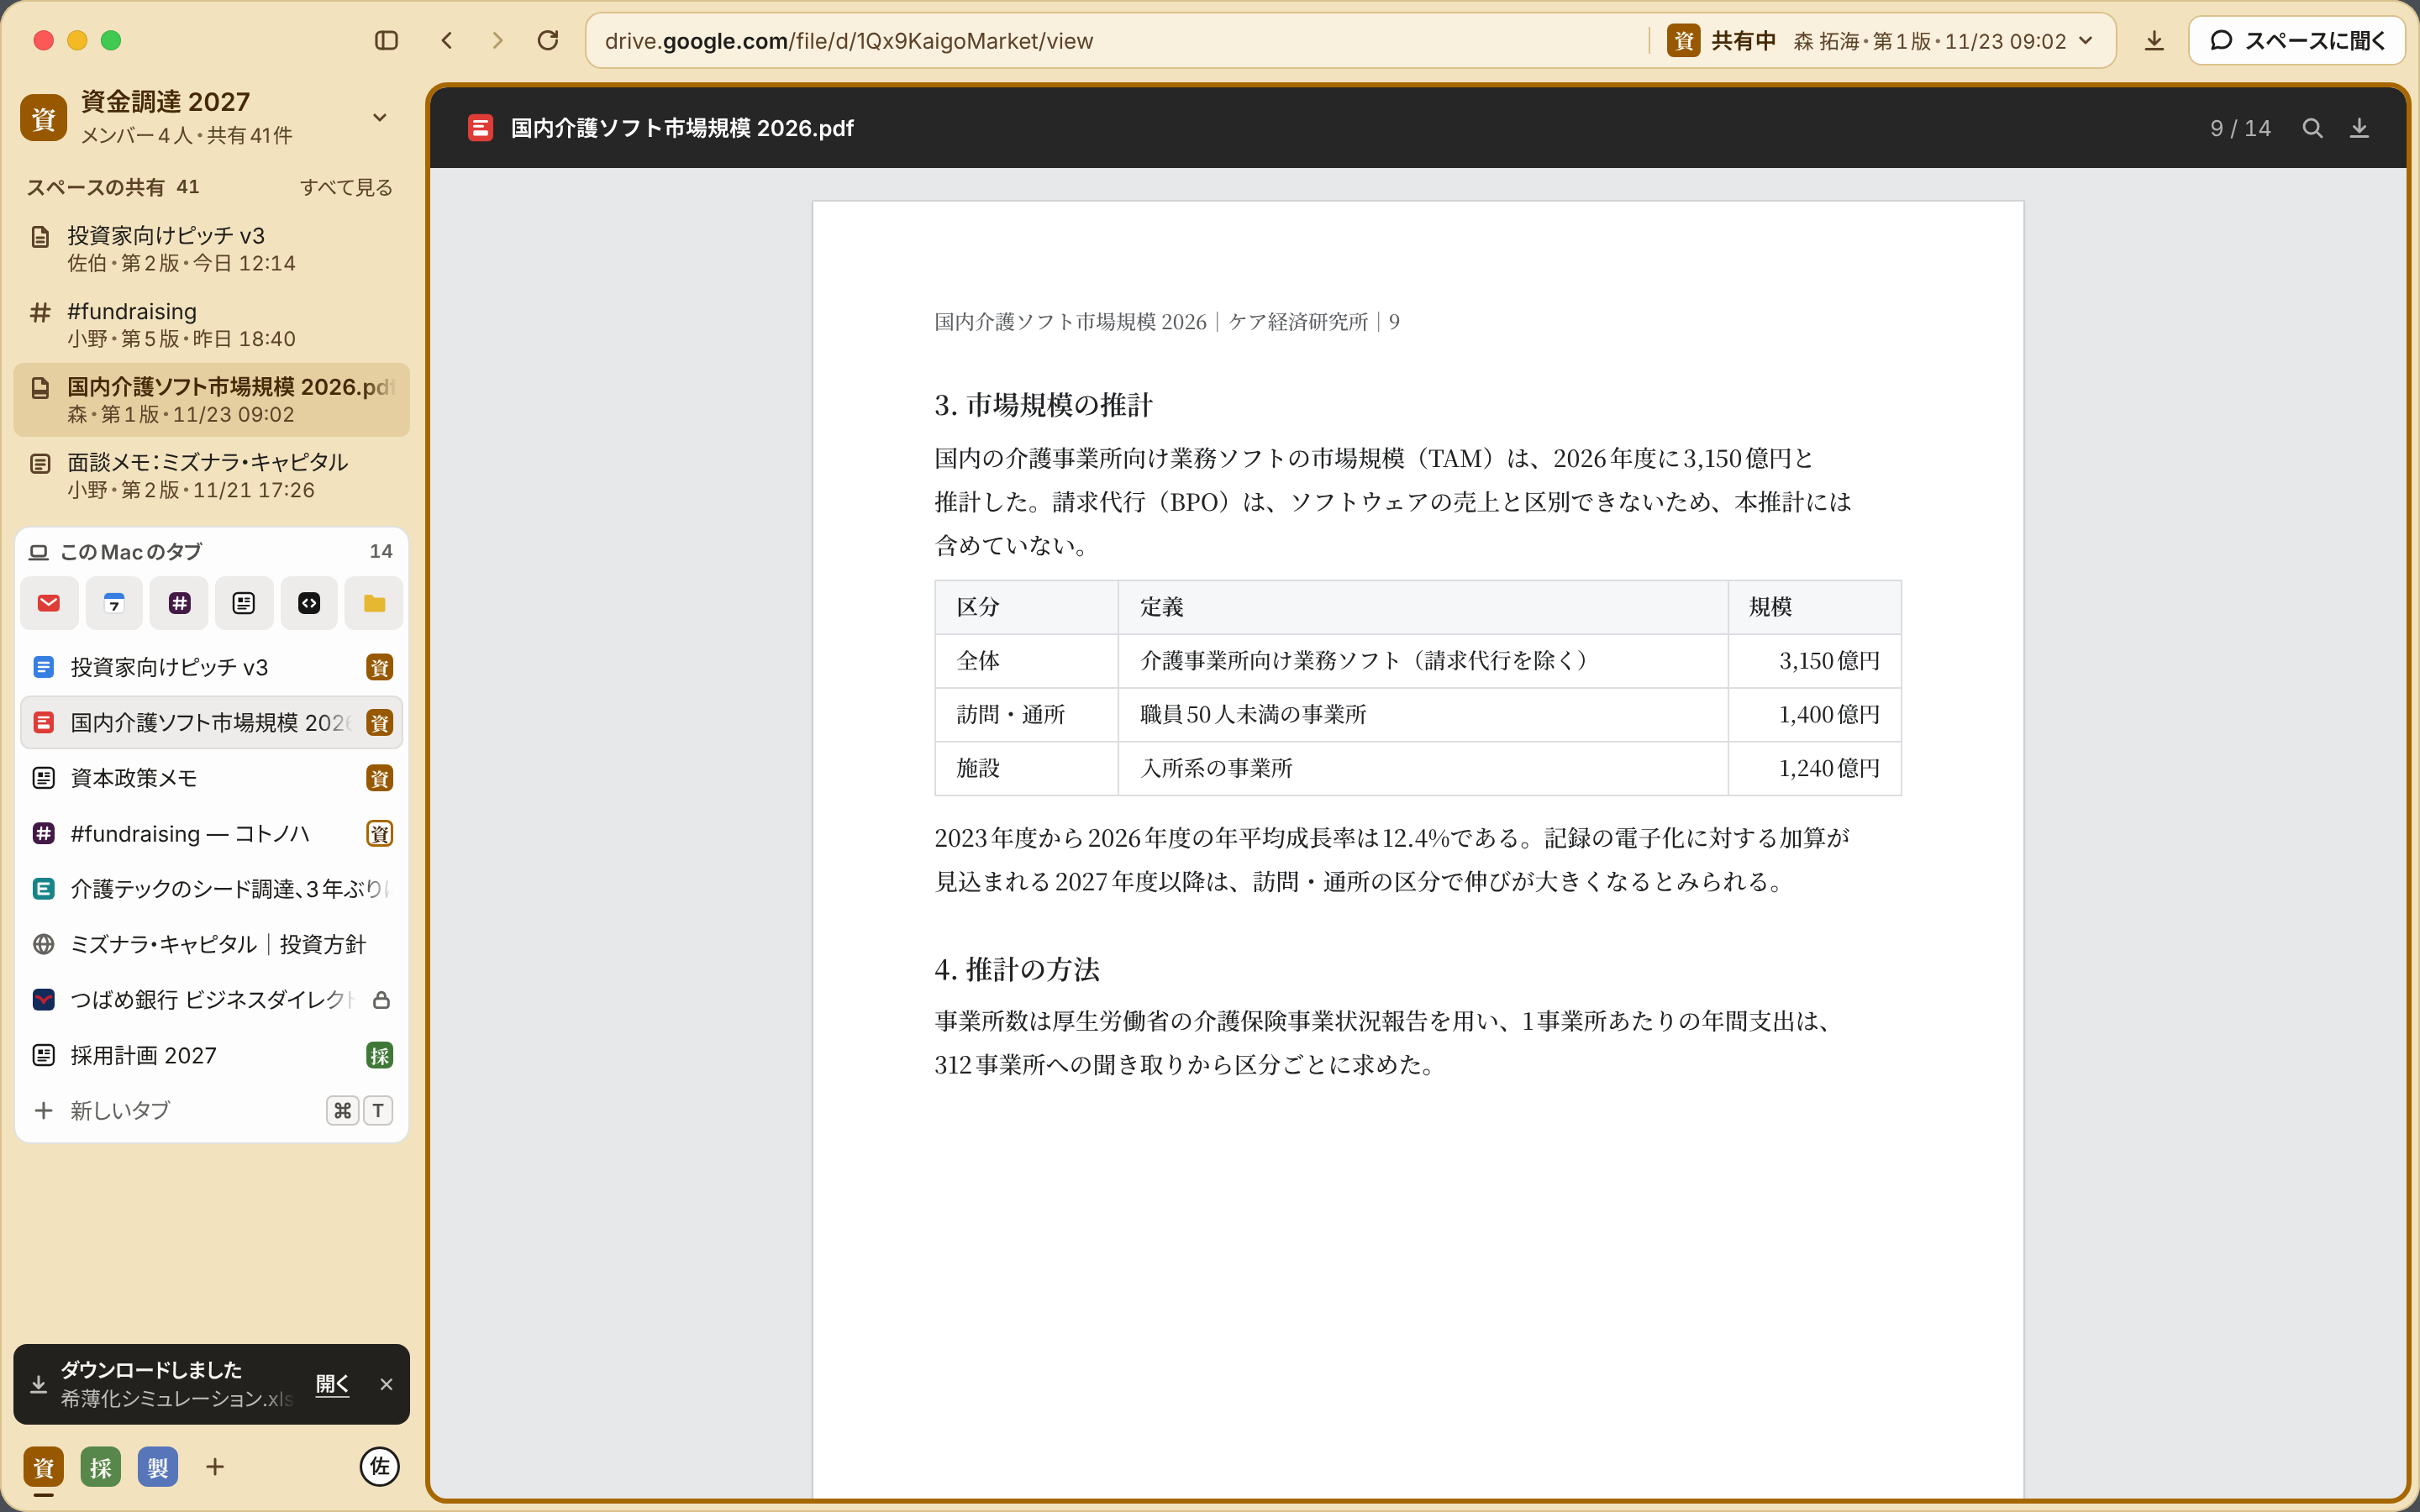 drive.google.com/file/d/1Qx9KaigoMarket/view
資 共有中 森 拓海・第1版・11/23 09:02
スペースに聞く
資 資金調達 2027
メンバー4人・共有41件
スペースの共有 41 すべて見る
投資家向けピッチ v3
佐伯・第2版・今日 12:14
#fundraising
小野・第5版・昨日 18:40
国内介護ソフト市場規模 2026.pdf
森・第1版・11/23 09:02
面談メモ：ミズナラ・キャピタル
小野・第2版・11/21 17:26
このMacのタブ 14
7
投資家向けピッチ v3 資
国内介護ソフト市場規模 202 資
資本政策メモ 資
#fundraising — コトノハ 資
介護テックのシード調達、3年ぶり
ミズナラ・キャピタル｜投資方針
つばめ銀行 ビジネスダイレクト
採用計画 2027 採
新しいタブ ⌘ T
ダウンロードしました
希薄化シミュレーション.xls
開く
資 採 製 佐
国内介護ソフト市場規模 2026.pdf
9 / 14
国内介護ソフト市場規模 2026｜ケア経済研究所｜9
3. 市場規模の推計
国内の介護事業所向け業務ソフトの市場規模（TAM）は、2026年度に3,150億円と
推計した。請求代行（BPO）は、ソフトウェアの売上と区別できないため、本推計には
含めていない。
区分 定義 規模
全体 介護事業所向け業務ソフト（請求代行を除く） 3,150億円
訪問・通所 職員50人未満の事業所 1,400億円
施設 入所系の事業所 1,240億円
2023年度から2026年度の年平均成長率は12.4%である。記録の電子化に対する加算が
見込まれる2027年度以降は、訪問・通所の区分で伸びが大きくなるとみられる。
4. 推計の方法
事業所数は厚生労働省の介護保険事業状況報告を用い、1事業所あたりの年間支出は、
312事業所への聞き取りから区分ごとに求めた。